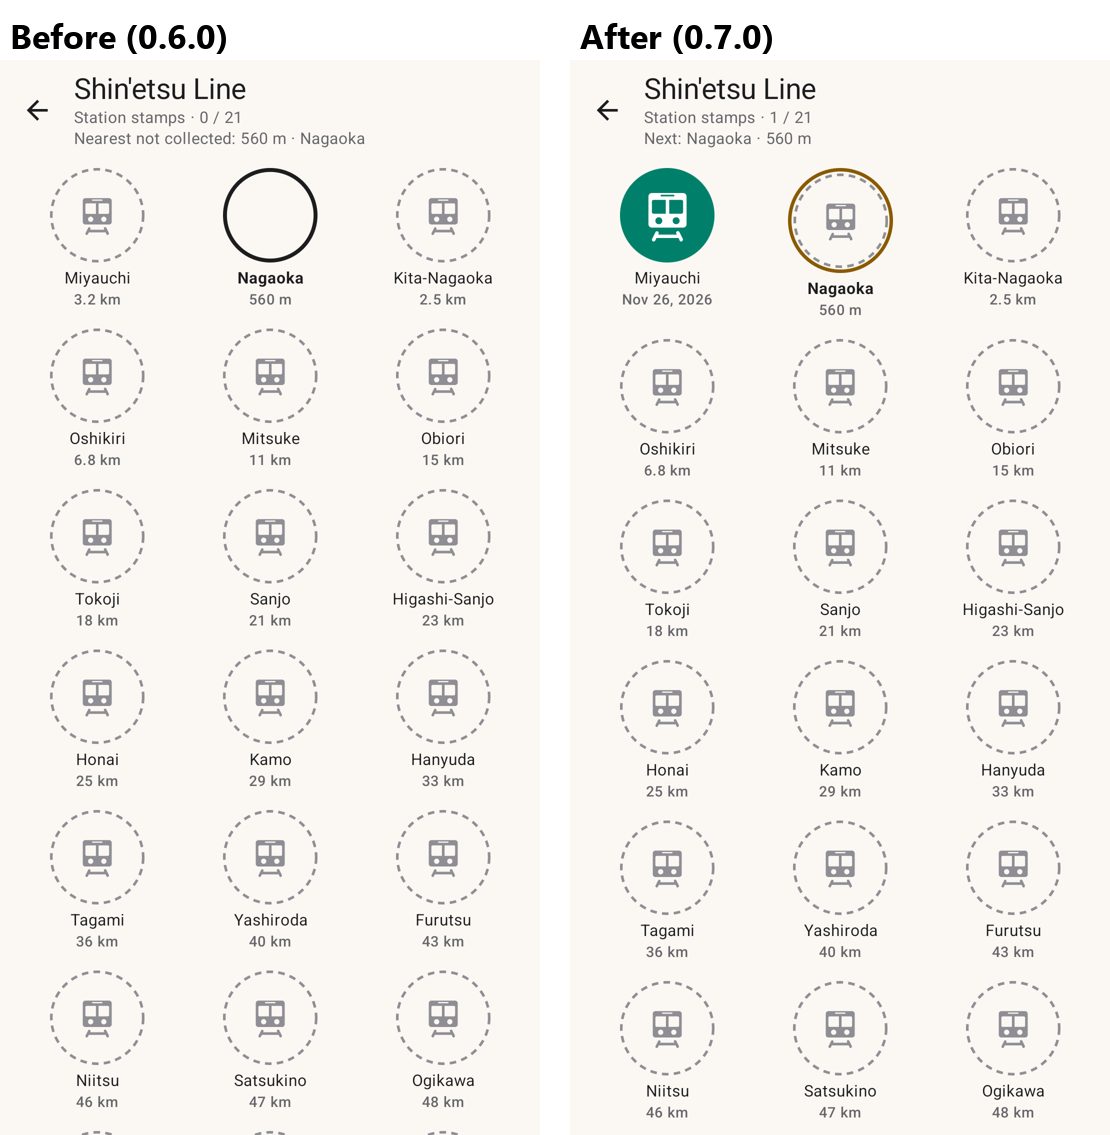 Before (0.6.0)
Shin'etsu Line
Station stamps · 0 / 21
Nearest not collected: 560 m · Nagaoka
Miyauchi
3.2 km
Nagaoka
560 m
Kita-Nagaoka
2.5 km
Oshikiri
6.8 km
Mitsuke
11 km
Obiori
15 km
Tokoji
18 km
Sanjo
21 km
Higashi-Sanjo
23 km
Honai
25 km
Kamo
29 km
Hanyuda
33 km
Tagami
36 km
Yashiroda
40 km
Furutsu
43 km
Niitsu
46 km
Satsukino
47 km
Ogikawa
48 km
After (0.7.0)
Shin'etsu Line
Station stamps · 1 / 21
Next: Nagaoka · 560 m
Miyauchi
Nov 26, 2026
Nagaoka
560 m
Kita-Nagaoka
2.5 km
Oshikiri
6.8 km
Mitsuke
11 km
Obiori
15 km
Tokoji
18 km
Sanjo
21 km
Higashi-Sanjo
23 km
Honai
25 km
Kamo
29 km
Hanyuda
33 km
Tagami
36 km
Yashiroda
40 km
Furutsu
43 km
Niitsu
46 km
Satsukino
47 km
Ogikawa
48 km